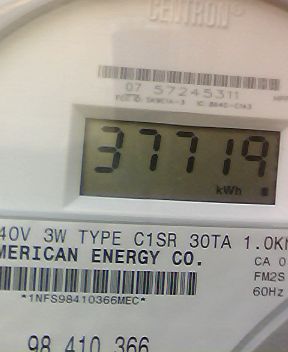 CENTRON®
07 57245311
37719
kWh
40V 3W TYPE C1SR 30TA 1.0K
MERICAN ENERGY CO.
CA 0
FM2S
60Hz
*1NFS98410366MEC*
98 410 366